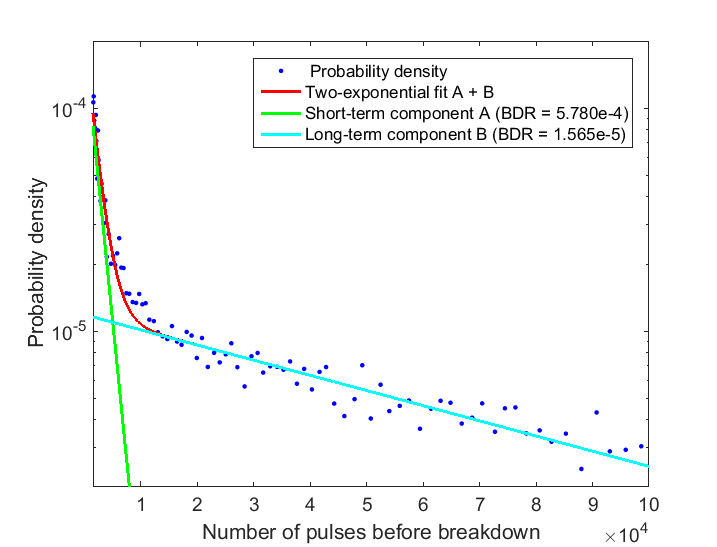 Probability density
Two-exponential fit A + B
Short-term component A (BDR = 5.780e-4)
Long-term component B (BDR = 1.565e-5)
10^-4
10^-5
Probability density
1 2 3 4 5 6 7 8 9 10
Number of pulses before breakdown
×10^4